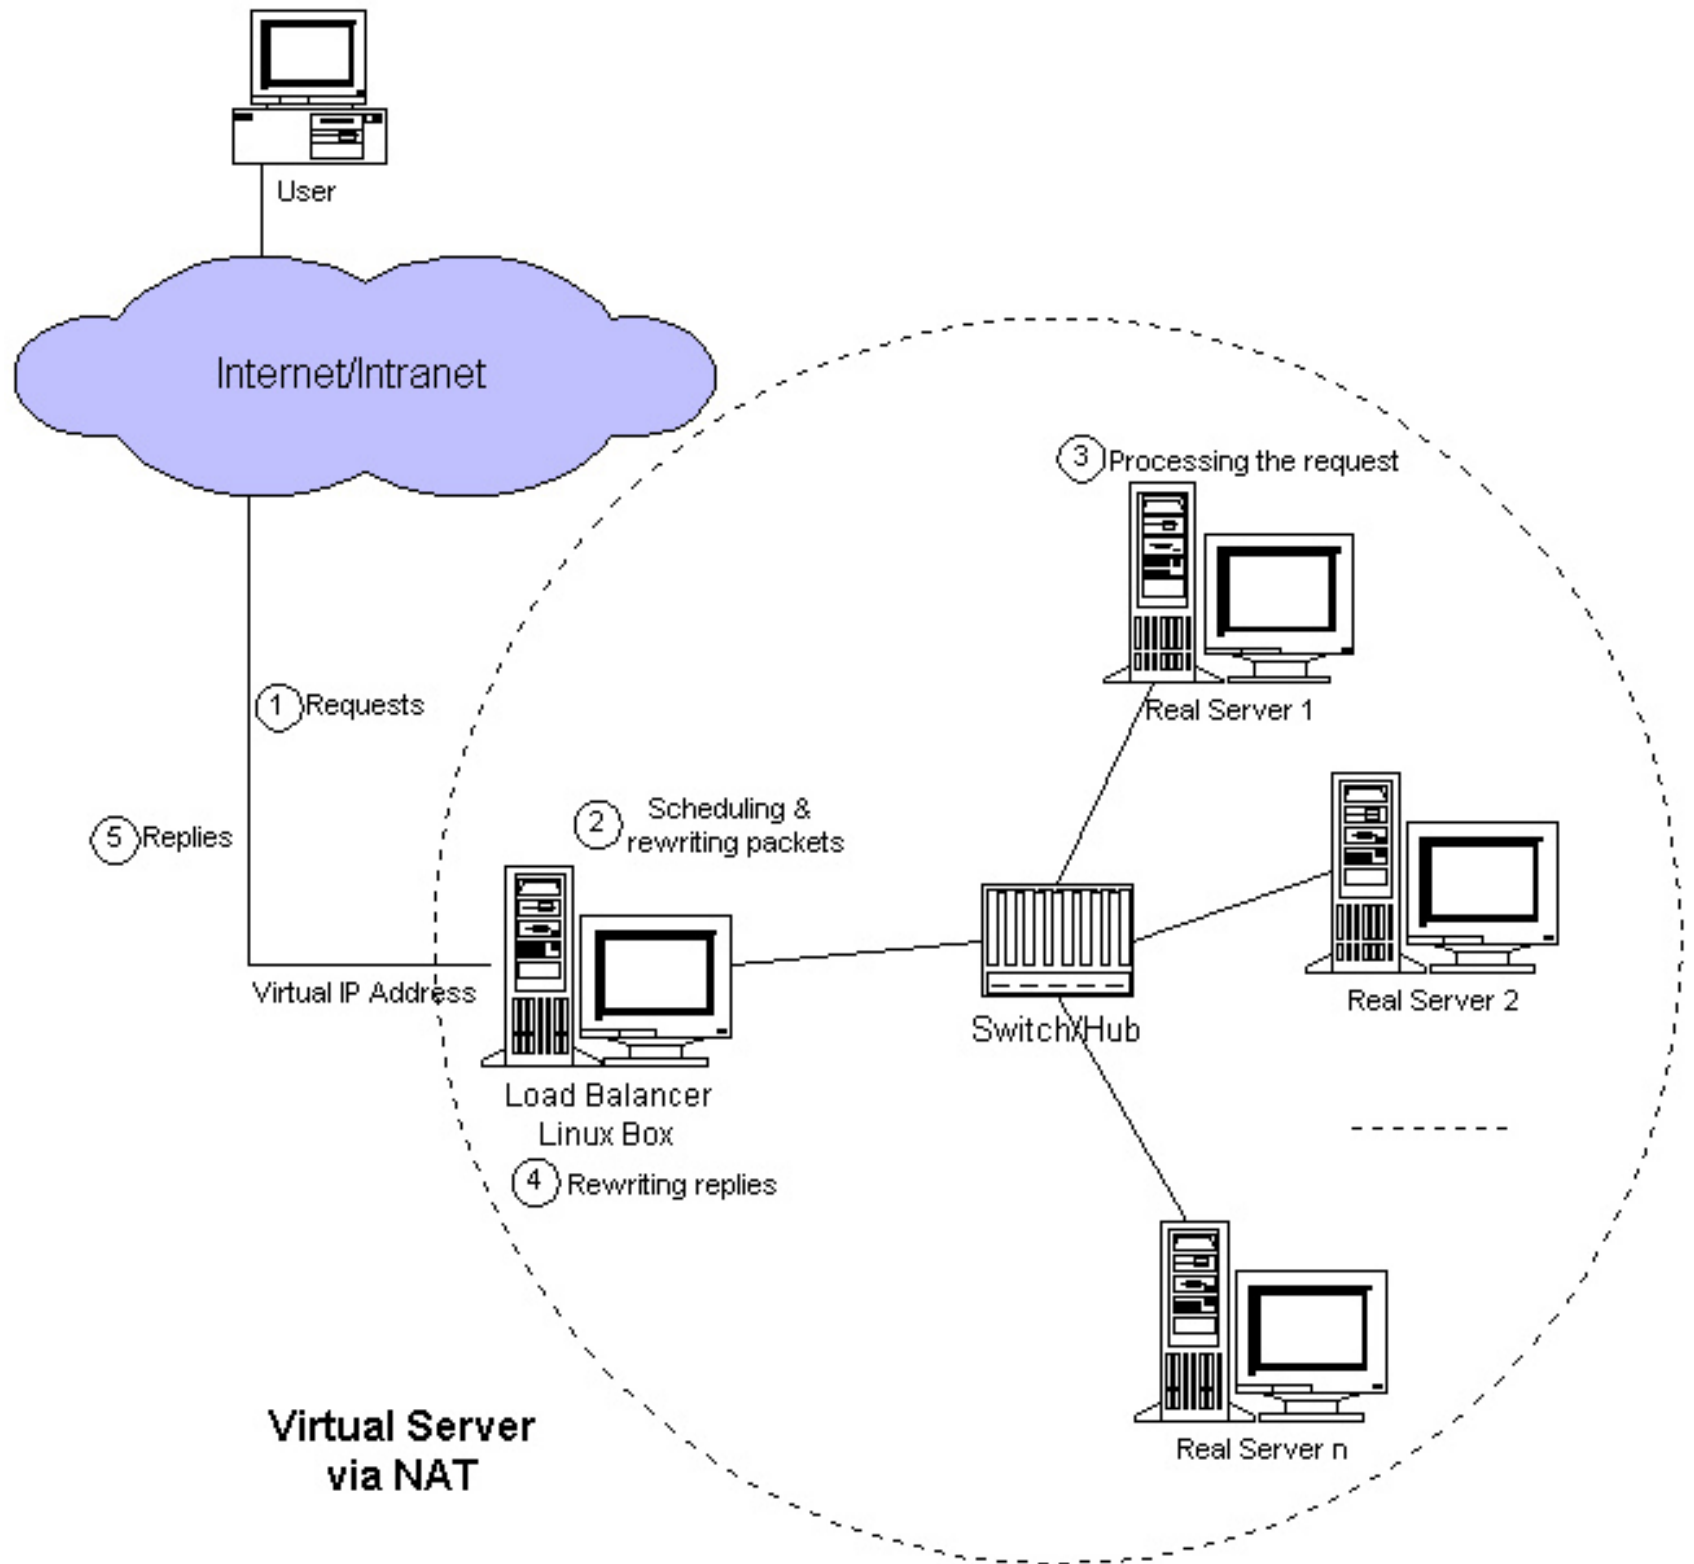 User
Internet/Intranet
3 Processing the request
Real Server 1
1 Requests
2 Scheduling &
rewriting packets
5 Replies
Virtual IP Address
Real Server 2
Switch/Hub
Load Balancer
Linux Box
4 Rewriting replies
Real Server n
Virtual Server
via NAT